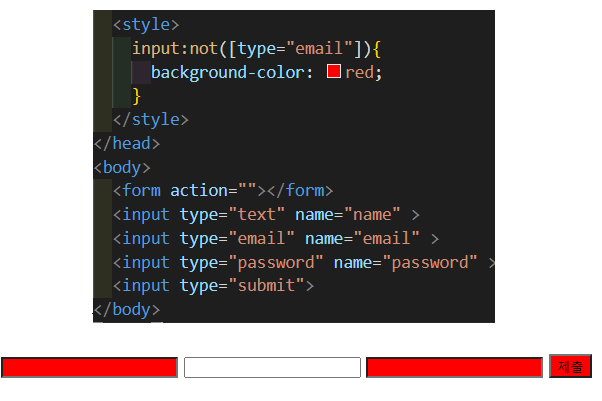 <style>
input:not([type="email"]){
background-color: red;
}
</style>
</head>
<body>
<form action=""></form>
<input type="text" name="name" >
<input type="email" name="email" >
<input type="password" name="password" >
<input type="submit">
</body>
제출